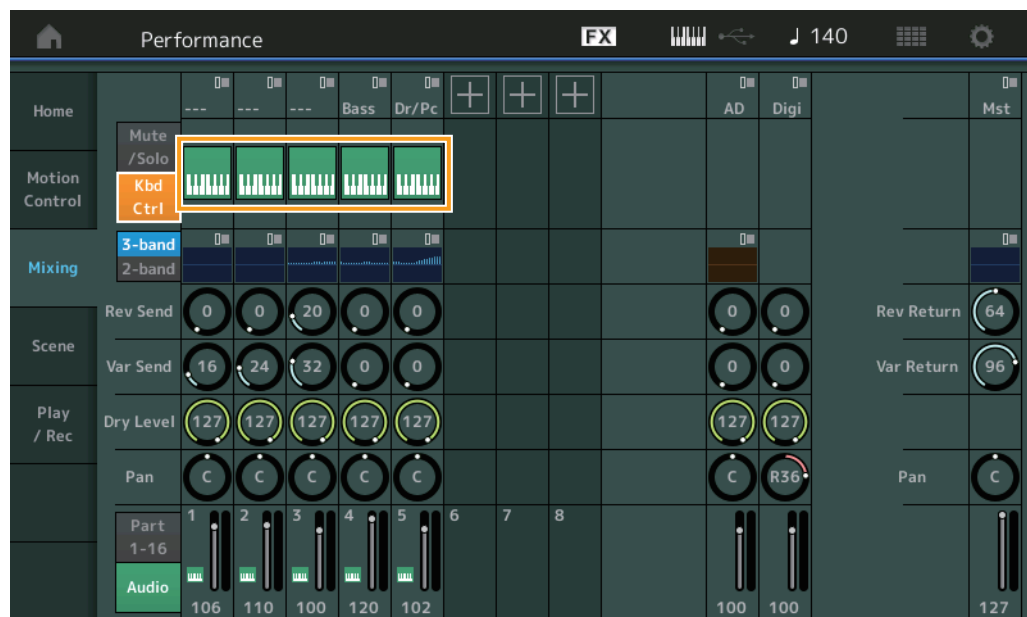 Performance FX ♩ 140
Home
Motion
Control
Mixing
Scene
Play
/ Rec
--- --- --- Bass Dr/Pc AD Digi Mst
Mute
/Solo
Kbd
Ctrl
3-band
2-band
Rev Send 0 0 20 0 0 0 0 Rev Return 64
Var Send 16 24 32 0 0 0 0 Var Return 96
Dry Level 127 127 127 127 127 127 127
Pan C C C C C C R36 Pan C
Part
1-16
1 2 3 4 5 6 7 8
Audio
106 110 100 120 102 100 100 127